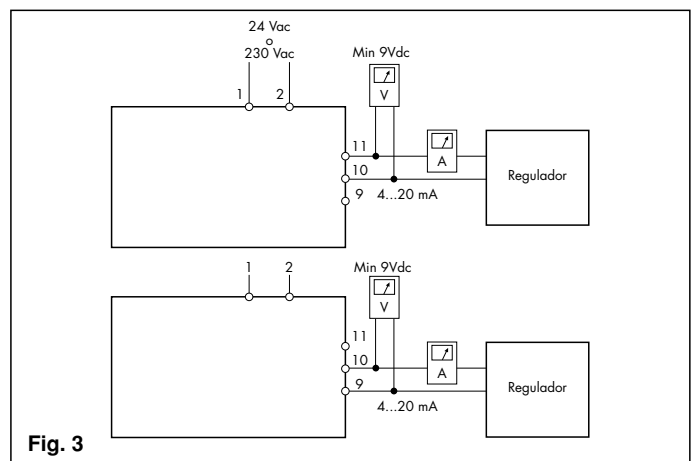 24 Vac
o
230 Vac
Min 9Vdc
1 2
V
11
A
10
Regulador
9
4...20 mA
1 2
Min 9Vdc
V
11
10
A
9
Regulador
4...20 mA
Fig. 3